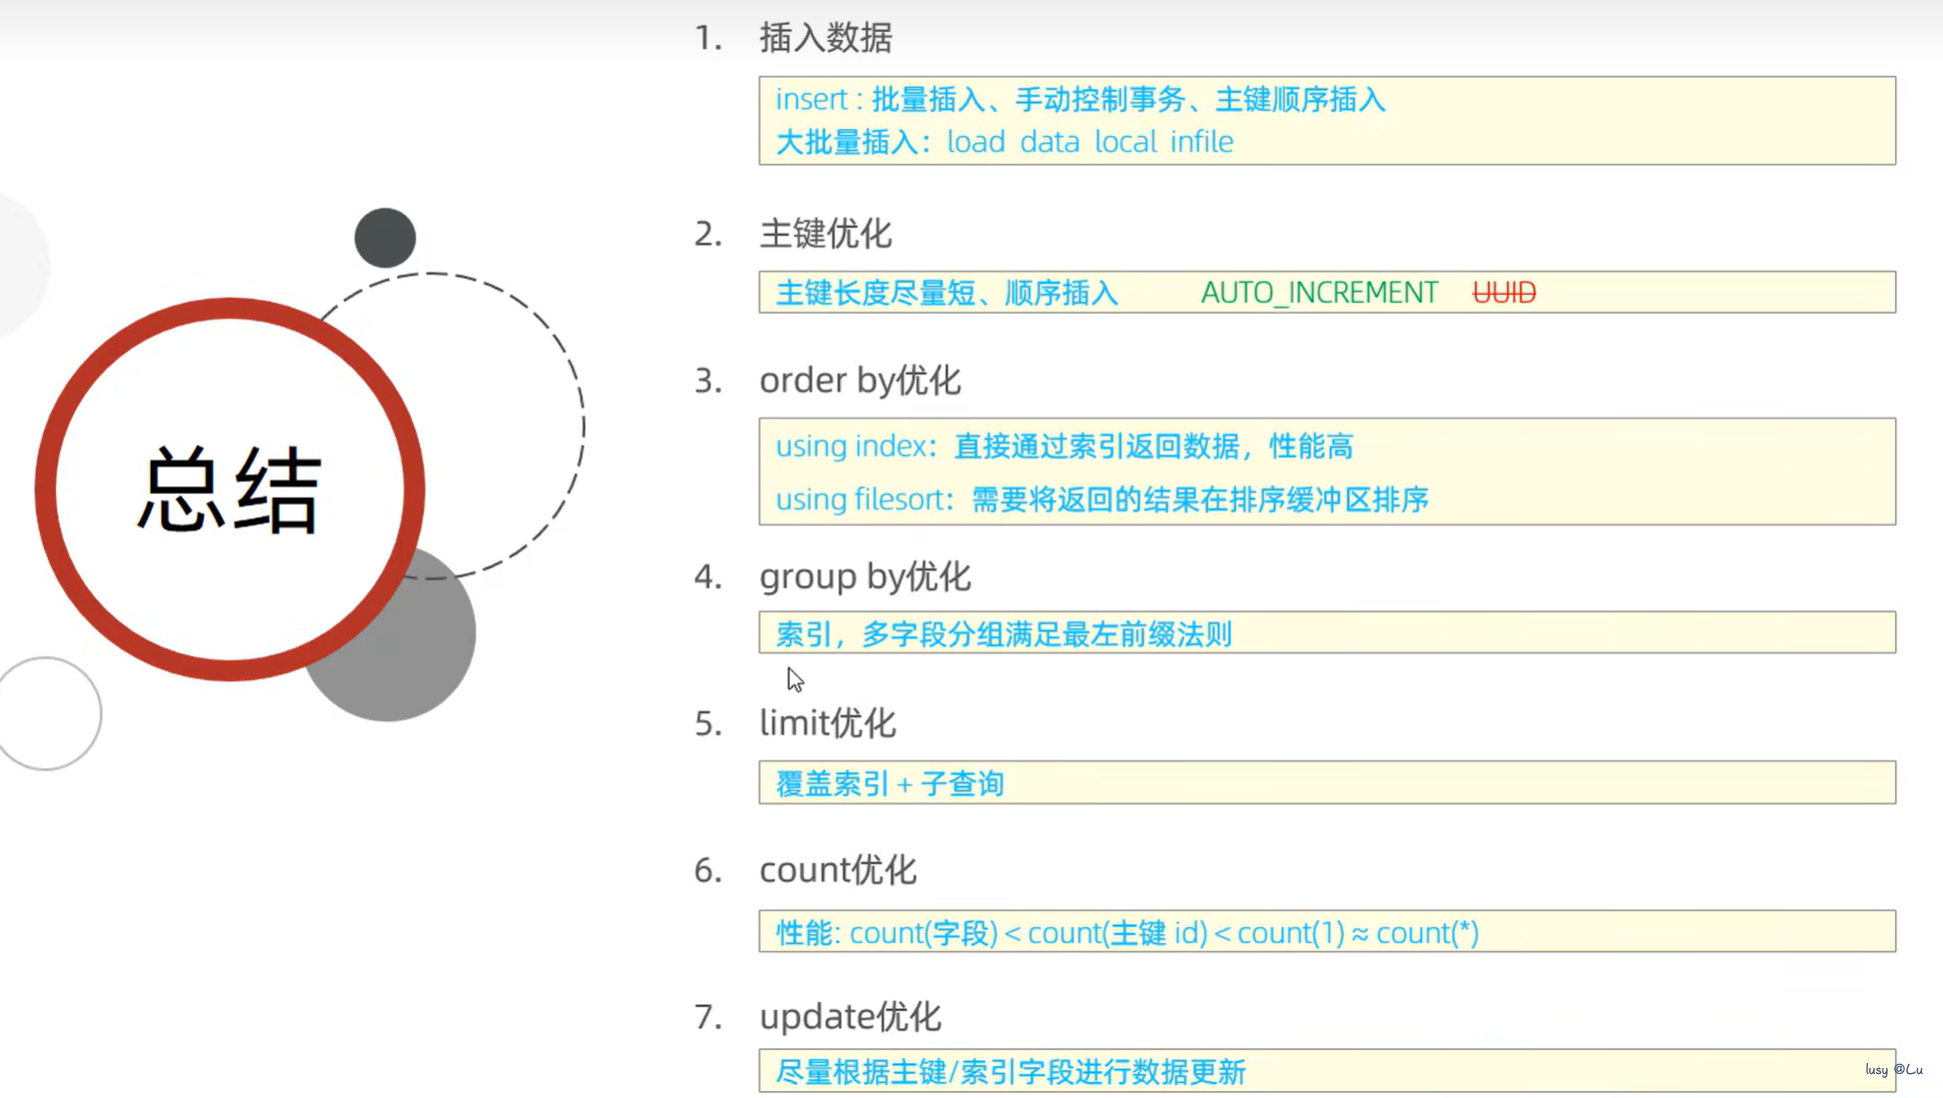 总结
1. 插入数据
insert : 批量插入、手动控制事务、主键顺序插入
大批量插入：load data local infile
2. 主键优化
主键长度尽量短、顺序插入 AUTO_INCREMENT UUID
3. order by优化
using index：直接通过索引返回数据，性能高
using filesort：需要将返回的结果在排序缓冲区排序
4. group by优化
索引，多字段分组满足最左前缀法则
5. limit优化
覆盖索引 + 子查询
6. count优化
性能: count(字段) < count(主键 id) < count(1) ≈ count(*)
7. update优化
尽量根据主键/索引字段进行数据更新
lusy @Lu